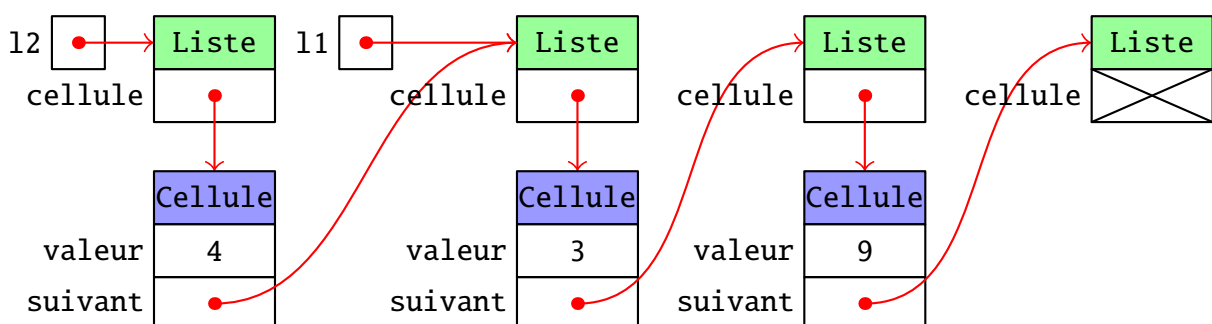 l2 Liste l1 Liste Liste Liste
cellule cellule cellule cellule
Cellule Cellule Cellule
valeur 4 valeur 3 valeur 9
suivant suivant suivant